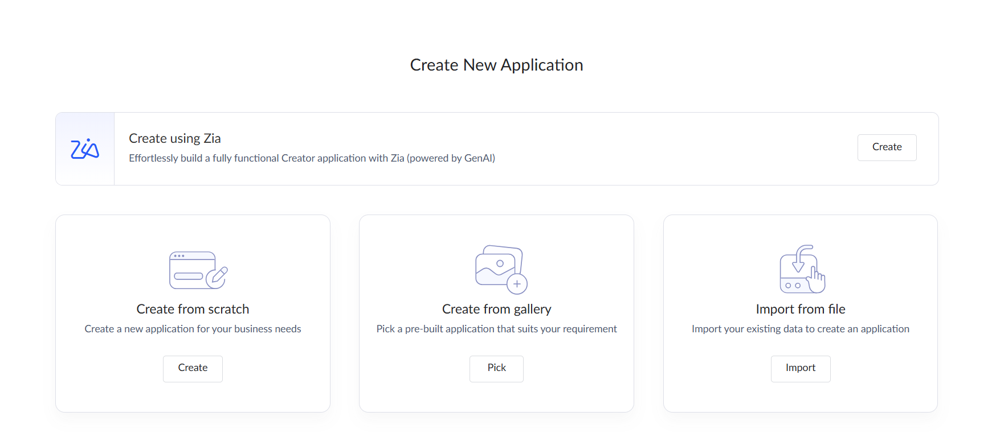 Create New Application
Zia
Create using Zia
Effortlessly build a fully functional Creator application with Zia (powered by GenAI)
Create
Create from scratch
Create a new application for your business needs
Create
Create from gallery
Pick a pre-built application that suits your requirement
Pick
Import from file
Import your existing data to create an application
Import